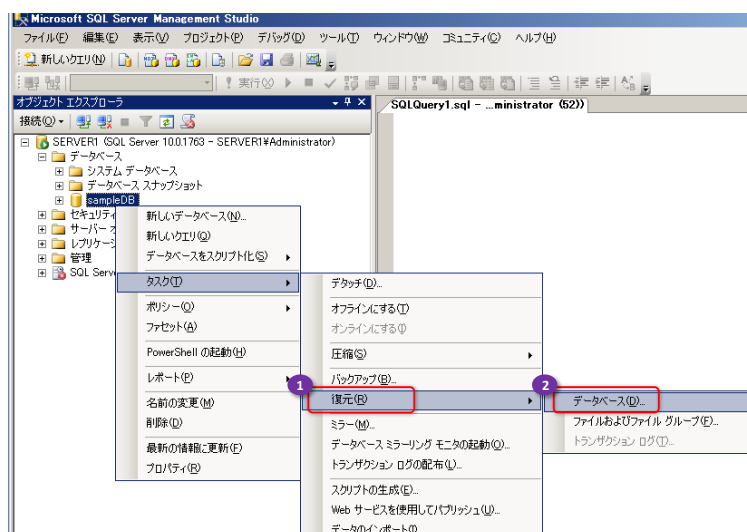 Microsoft SQL Server Management Studio
ファイル(F) 編集(E) 表示(V) プロジェクト(P) デバッグ(D) ツール(T) ウィンドウ(W) コミュニティ(C) ヘルプ(H)
新しいクエリ(N)
実行(X)
オブジェクト エクスプローラ
SQLQuery1.sql - ...ministrator (52))
接続(O)
SERVER1 (SQL Server 10.0.1763 - SERVER1¥Administrator)
データベース
システム データベース
データベース スナップショット
sampleDB
セキュリティ
サーバー オ
レプリケーシ
管理
SQL Serve
新しいデータベース(N)...
新しいクエリ(Q)
データベースをスクリプト化(S)
タスク(T)
ポリシー(O)
ファセット(A)
PowerShell の起動(H)
レポート(P)
名前の変更(M)
削除(D)
最新の情報に更新(F)
プロパティ(R)
デタッチ(D)...
オフラインにする(T)
オンラインにする(I)
圧縮(S)
バックアップ(B)...
1
復元(R)
ミラー(M)...
データベース ミラーリング モニタの起動(O)...
トランザクション ログの配布(L)...
スクリプトの生成(E)...
Web サービスを使用してパブリッシュ(U)...
データのインポート(I)
2
データベース(D)...
ファイルおよびファイル グループ(F)...
トランザクション ログ(T)...